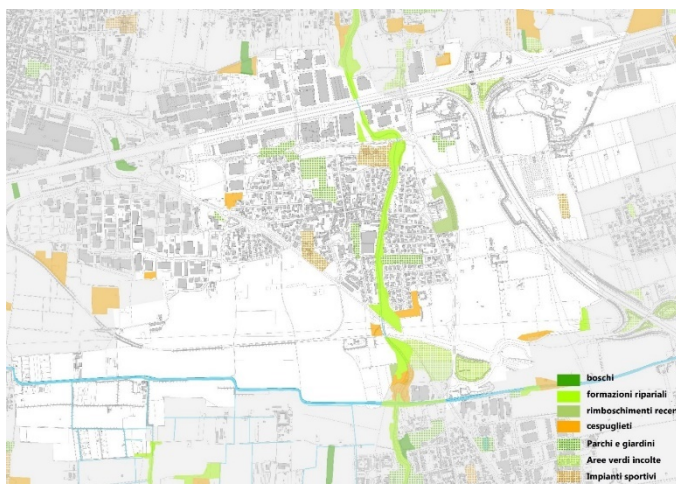 boschi
formazioni ripariali
rimboschimenti recen
cespuglieti
Parchi e giardini
Aree verdi incolte
Impianti sportivi